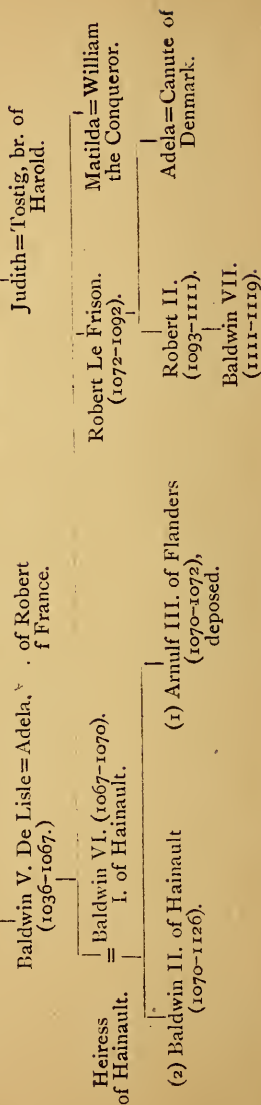 Baldwin V. De Lisle=Adela, . of Robert
(1036–1067.) f France.
Judith=Tostig, br. of
Harold.
Heiress
of Hainault.
= Baldwin VI. (1067–1070).
I. of Hainault.
Robert Le Frison.
(1072–1092).
Matilda=William
the Conqueror.
(2) Baldwin II. of Hainault
(1070–1126).
(1) Arnulf III. of Flanders
(1070–1072),
deposed.
Robert II.
(1093–1111).
Adela=Canute of
Denmark.
Baldwin VII.
(1111–1119).